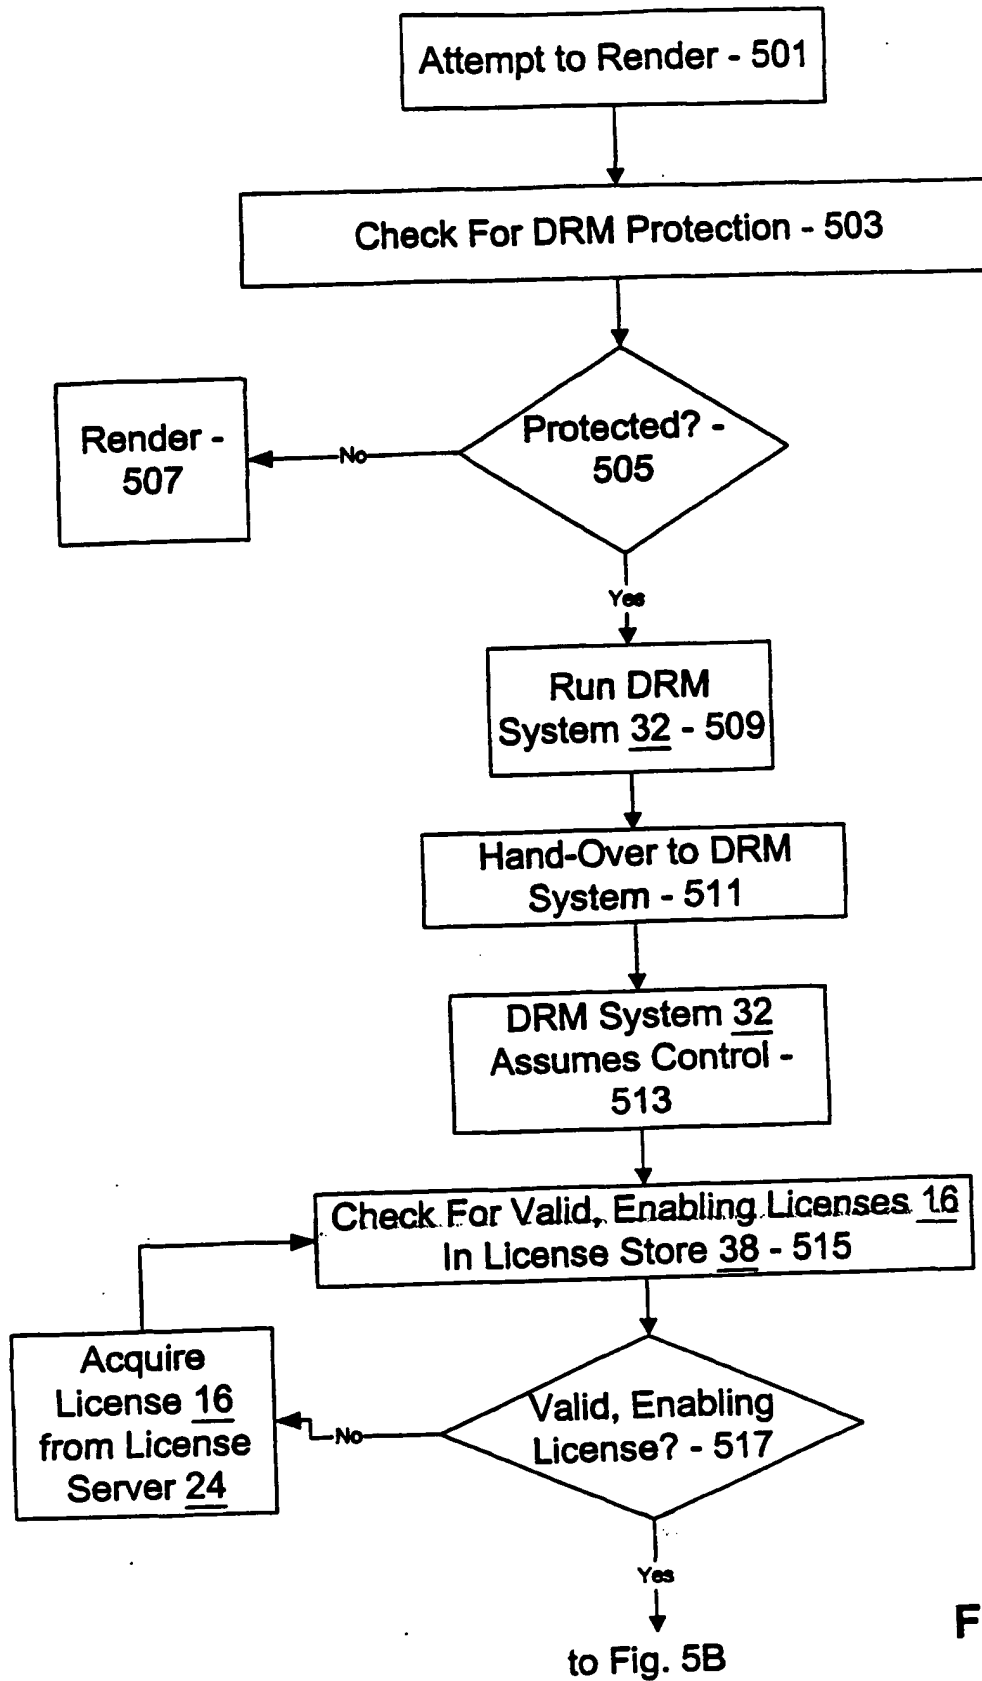 Attempt to Render - 501
Check For DRM Protection - 503
Protected? -
505
No
Render -
507
Yes
Run DRM
System 32 - 509
Hand-Over to DRM
System - 511
DRM System 32
Assumes Control -
513
Check For Valid, Enabling Licenses 16
In License Store 38 - 515
Valid, Enabling
License? - 517
No
Acquire
License 16
from License
Server 24
Yes
to Fig. 5B
F